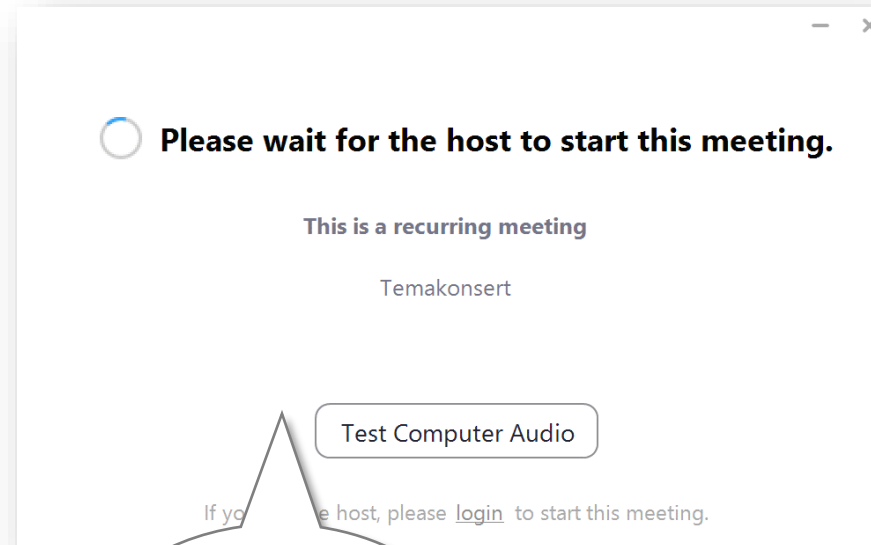 Please wait for the host to start this meeting.
This is a recurring meeting
Temakonsert
Test Computer Audio
If host, please login to start this meeting.